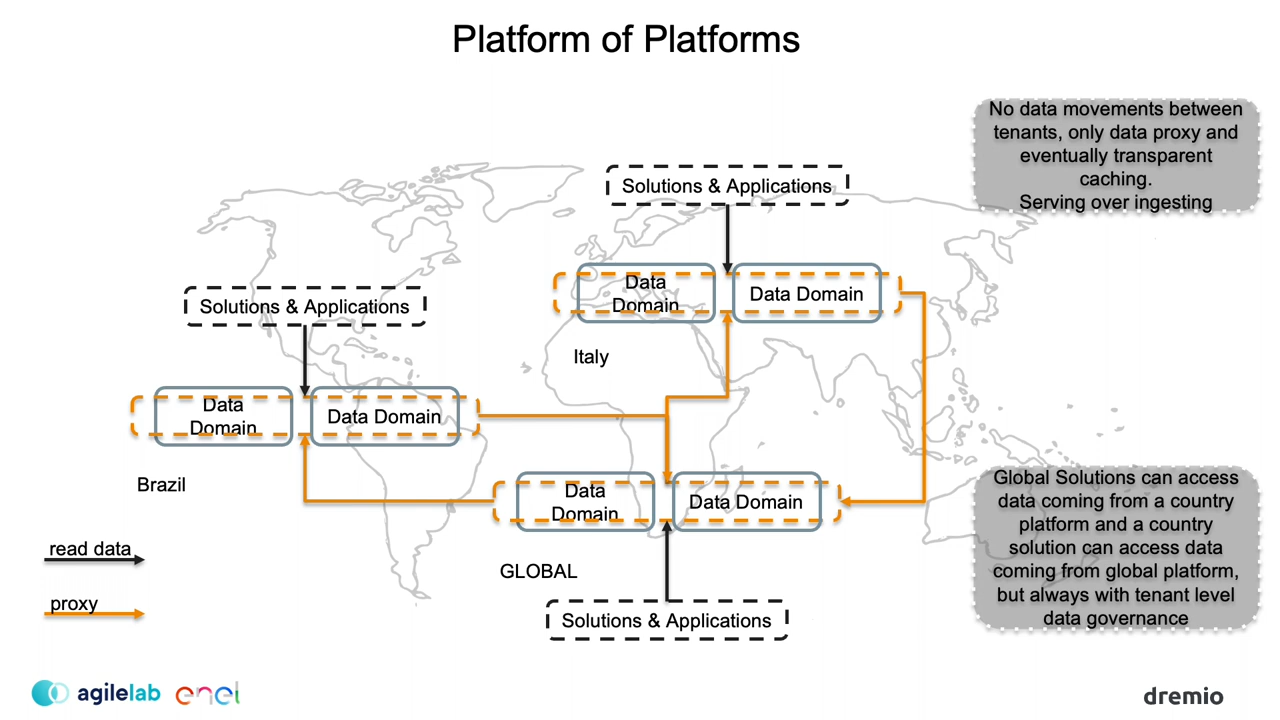 Platform of Platforms
No data movements between
tenants, only data proxy and
eventually transparent
caching.
Serving over ingesting
Solutions & Applications
Data
Domain
Data Domain
Italy
Solutions & Applications
Data
Domain
Data Domain
Brazil
Data
Domain
Data Domain
GLOBAL
Solutions & Applications
Global Solutions can access
data coming from a country
platform and a country
solution can access data
coming from global platform,
but always with tenant level
data governance
read data
proxy
agilelab
enel
dremio